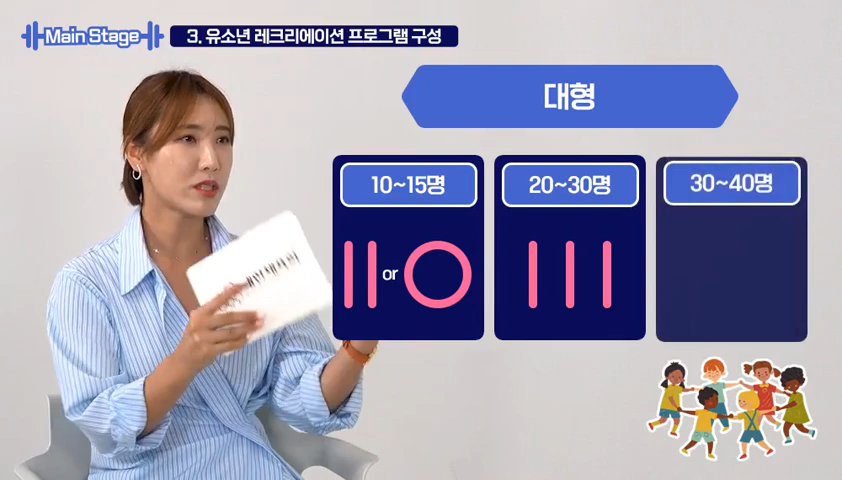 Main Stage
3. 유소년 레크리에이션 프로그램 구성
대형
10~15명
20~30명
30~40명
or